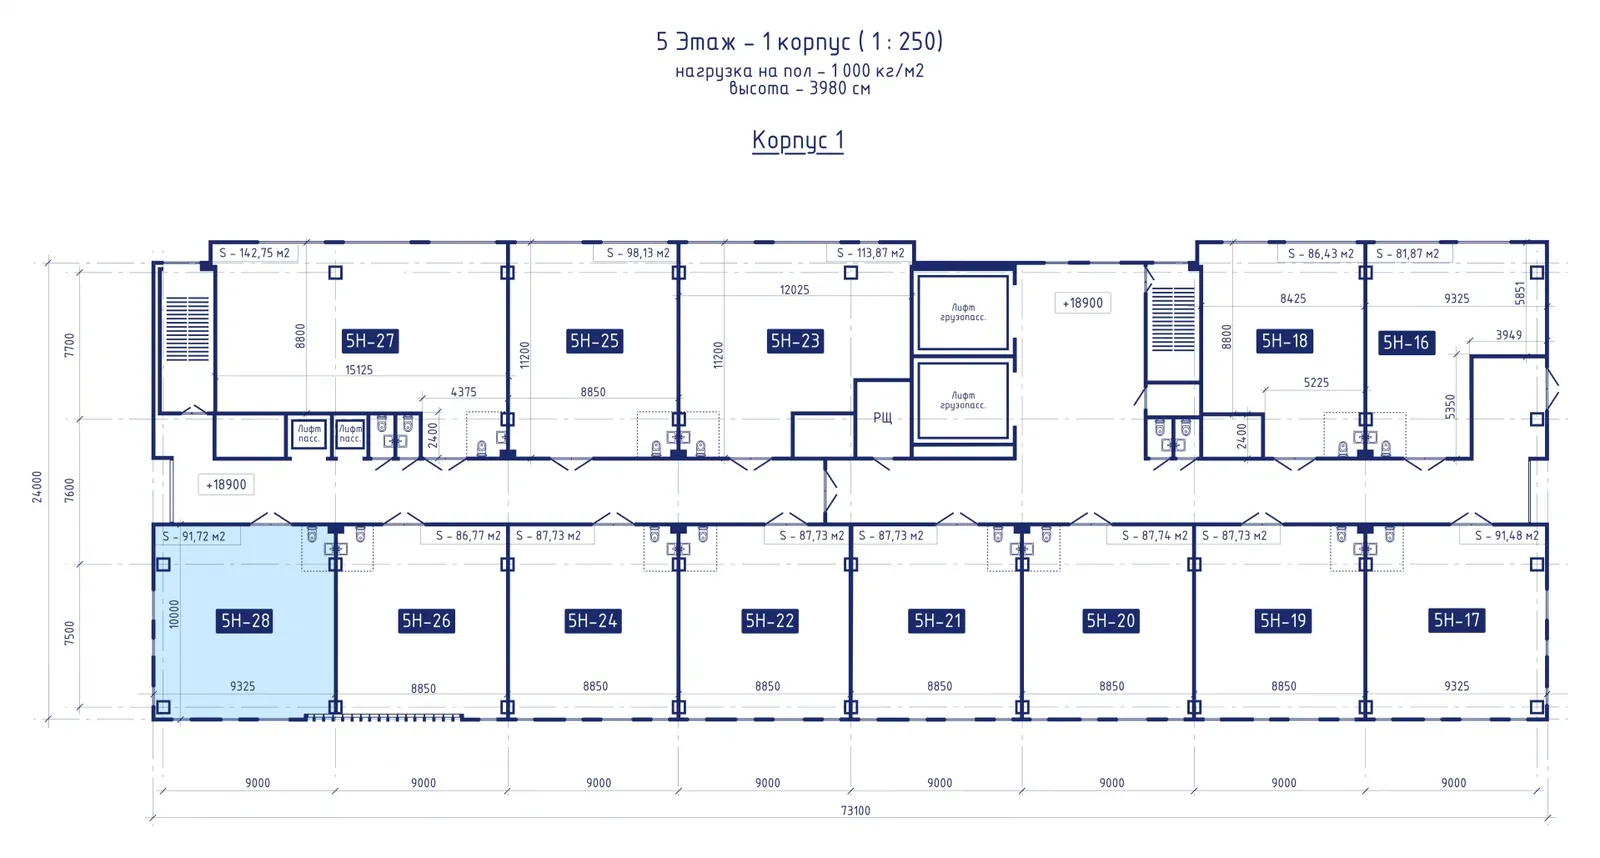 5 Этаж - 1 корпус ( 1 : 250)
нагрузка на пол - 1 000 кг/м2
высота - 3980 см
Корпус 1
S - 142,75 м2
S - 98,13 м2
S - 113,87 м2
S - 86,43 м2
S - 81,87 м2
12025
+18900
8425
9325
5851
Лифт
грузопасс.
7700
8800
5Н-27
11200
5Н-25
11200
5Н-23
8800
5Н-18
5Н-16
3949
15125
4375
8850
5225
Лифт
грузопасс.
5350
РЩ
Лифт
пасс.
Лифт
пасс.
2400
2400
24000
7600
+18900
S - 91,72 м2
S - 86,77 м2
S - 87,73 м2
S - 87,73 м2
S - 87,73 м2
S - 87,74 м2
S - 87,73 м2
S - 91,48 м2
7500
10000
5Н-28
5Н-26
5Н-24
5Н-22
5Н-21
5Н-20
5Н-19
5Н-17
9325
8850
8850
8850
8850
8850
8850
9325
9000
9000
9000
9000
9000
9000
9000
9000
73100